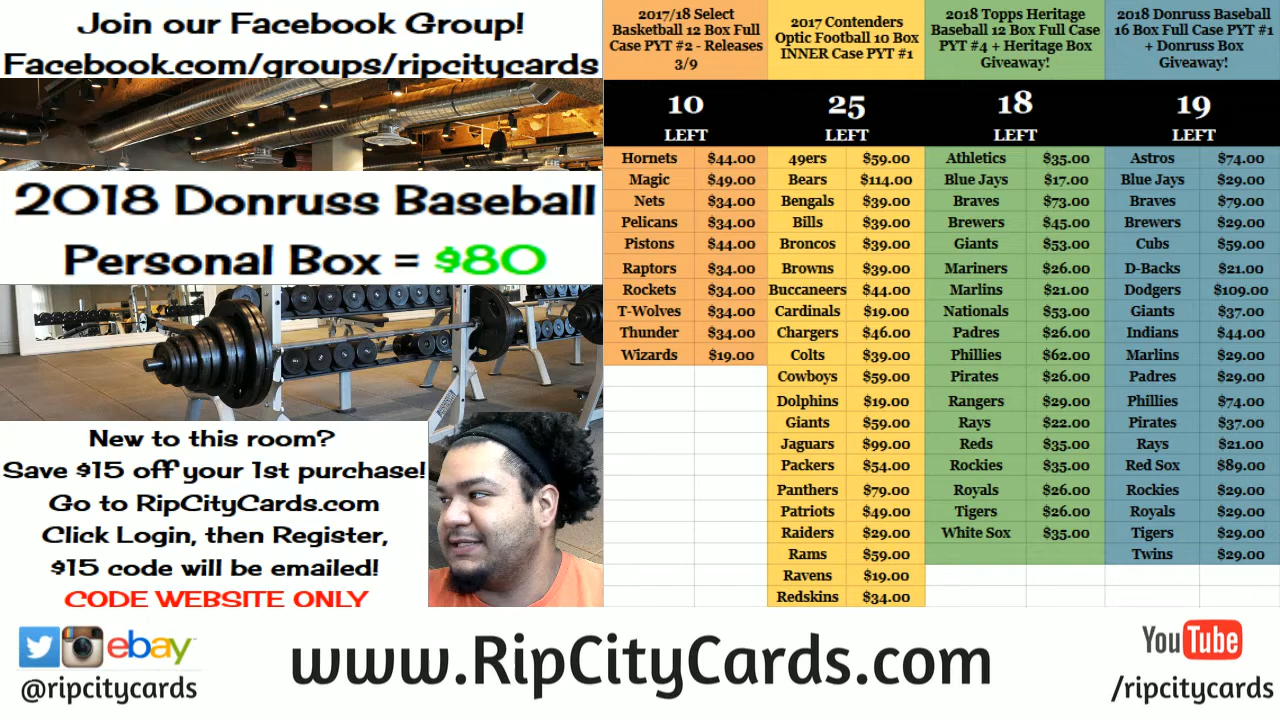 Join our Facebook Group!
Facebook.com/groups/ripcitycards
2018 Donruss Baseball
Personal Box = $80
New to this room?
Save $15 off your 1st purchase!
Go to RipCityCards.com
Click Login, then Register,
$15 code will be emailed!
CODE WEBSITE ONLY
2017/18 Select
Basketball 12 Box Full
Case PYT #2 - Releases
3/9
10
LEFT
Hornets $44.00
Magic $49.00
Nets $34.00
Pelicans $34.00
Pistons $44.00
Raptors $34.00
Rockets $34.00
T-Wolves $34.00
Thunder $34.00
Wizards $19.00
2017 Contenders
Optic Football 10 Box
INNER Case PYT #1
25
LEFT
49ers $59.00
Bears $114.00
Bengals $39.00
Bills $39.00
Broncos $39.00
Browns $39.00
Buccaneers $44.00
Cardinals $19.00
Chargers $46.00
Colts $39.00
Cowboys $59.00
Dolphins $19.00
Giants $59.00
Jaguars $99.00
Packers $54.00
Panthers $79.00
Patriots $49.00
Raiders $29.00
Rams $59.00
Ravens $19.00
Redskins $34.00
2018 Topps Heritage
Baseball 12 Box Full Case
PYT #4 + Heritage Box
Giveaway!
18
LEFT
Athletics $35.00
Blue Jays $17.00
Braves $73.00
Brewers $45.00
Giants $53.00
Mariners $26.00
Marlins $21.00
Nationals $53.00
Padres $26.00
Phillies $62.00
Pirates $26.00
Rangers $29.00
Rays $22.00
Reds $35.00
Rockies $35.00
Royals $26.00
Tigers $26.00
White Sox $35.00
2018 Donruss Baseball
16 Box Full Case PYT #1
+ Donruss Box
Giveaway!
19
LEFT
Astros $74.00
Blue Jays $29.00
Braves $79.00
Brewers $29.00
Cubs $59.00
D-Backs $21.00
Dodgers $109.00
Giants $37.00
Indians $44.00
Marlins $29.00
Padres $29.00
Phillies $74.00
Pirates $37.00
Rays $21.00
Red Sox $89.00
Rockies $29.00
Royals $29.00
Tigers $29.00
Twins $29.00
ebay
@ripcitycards
www.RipCityCards.com
YouTube
/ripcitycards